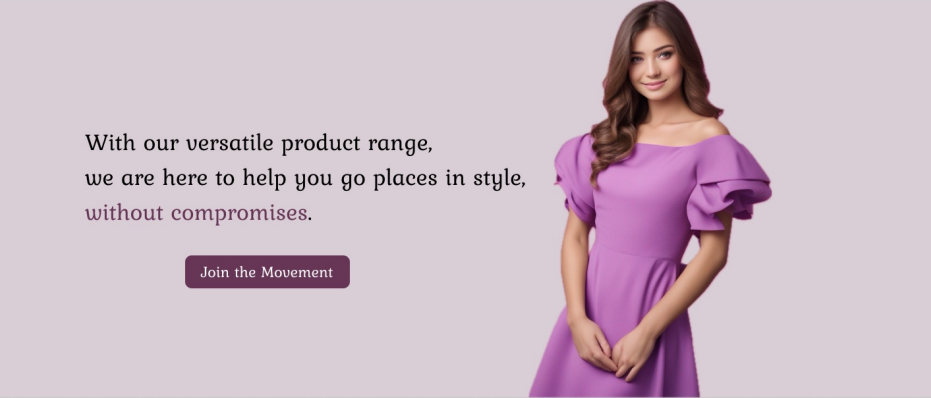 With our versatile product range,
we are here to help you go places in style,
without compromises.
Join the Movement